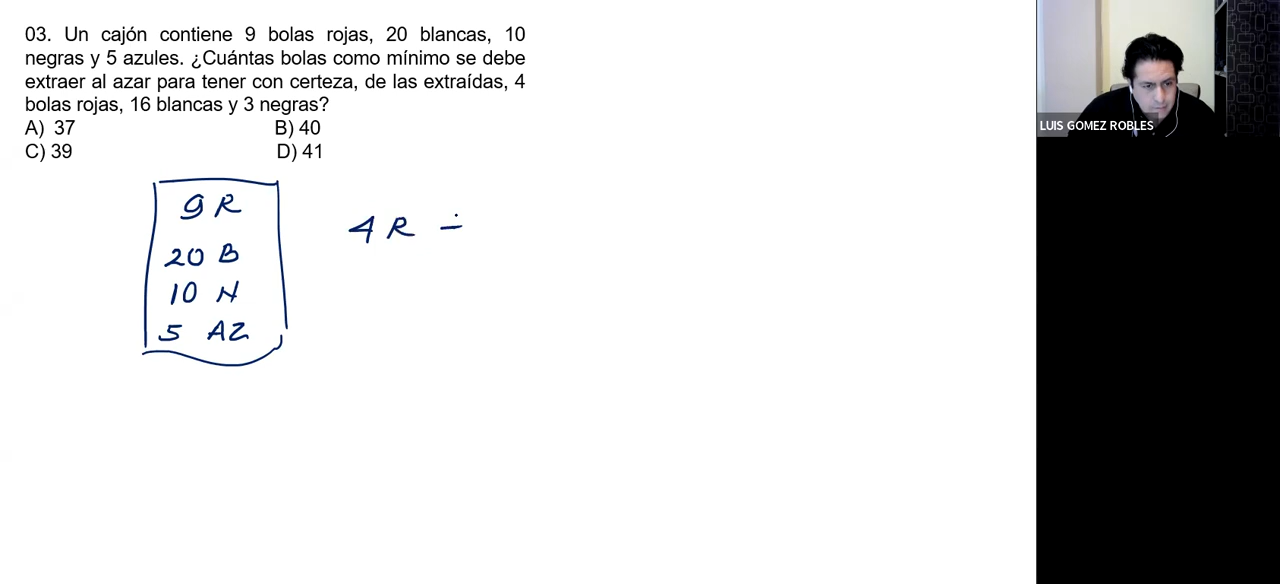 03. Un cajón contiene 9 bolas rojas, 20 blancas, 10
negras y 5 azules. ¿Cuántas bolas como mínimo se debe
extraer al azar para tener con certeza, de las extraídas, 4
bolas rojas, 16 blancas y 3 negras?
A) 37 B) 40
C) 39 D) 41
9 R
20 B
10 N
5 AZ
4 R ÷
LUIS GOMEZ ROBLES